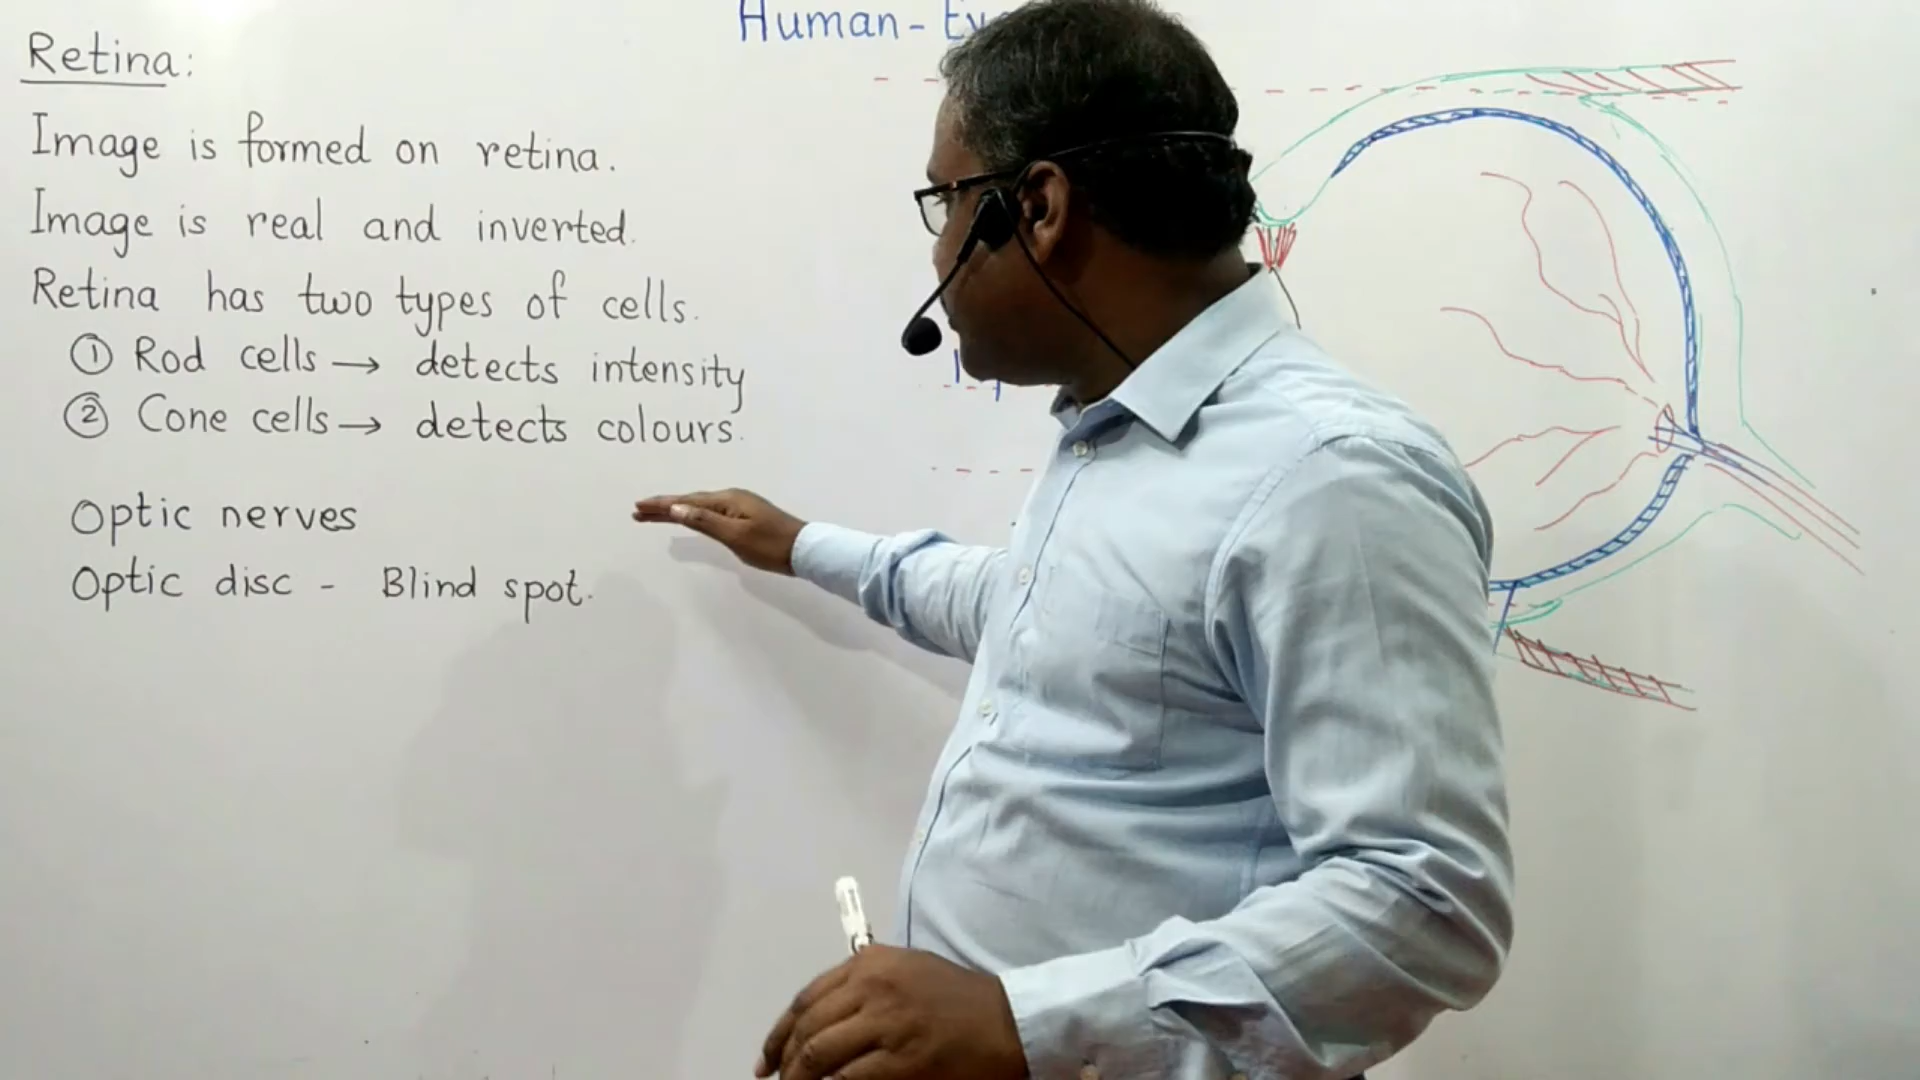 Human -
Retina:
Image is formed on retina.
Image is real and inverted.
Retina has two types of cells.
① Rod cells → detects intensity
② Cone cells → detects colours.
Optic nerves
Optic disc - Blind spot.